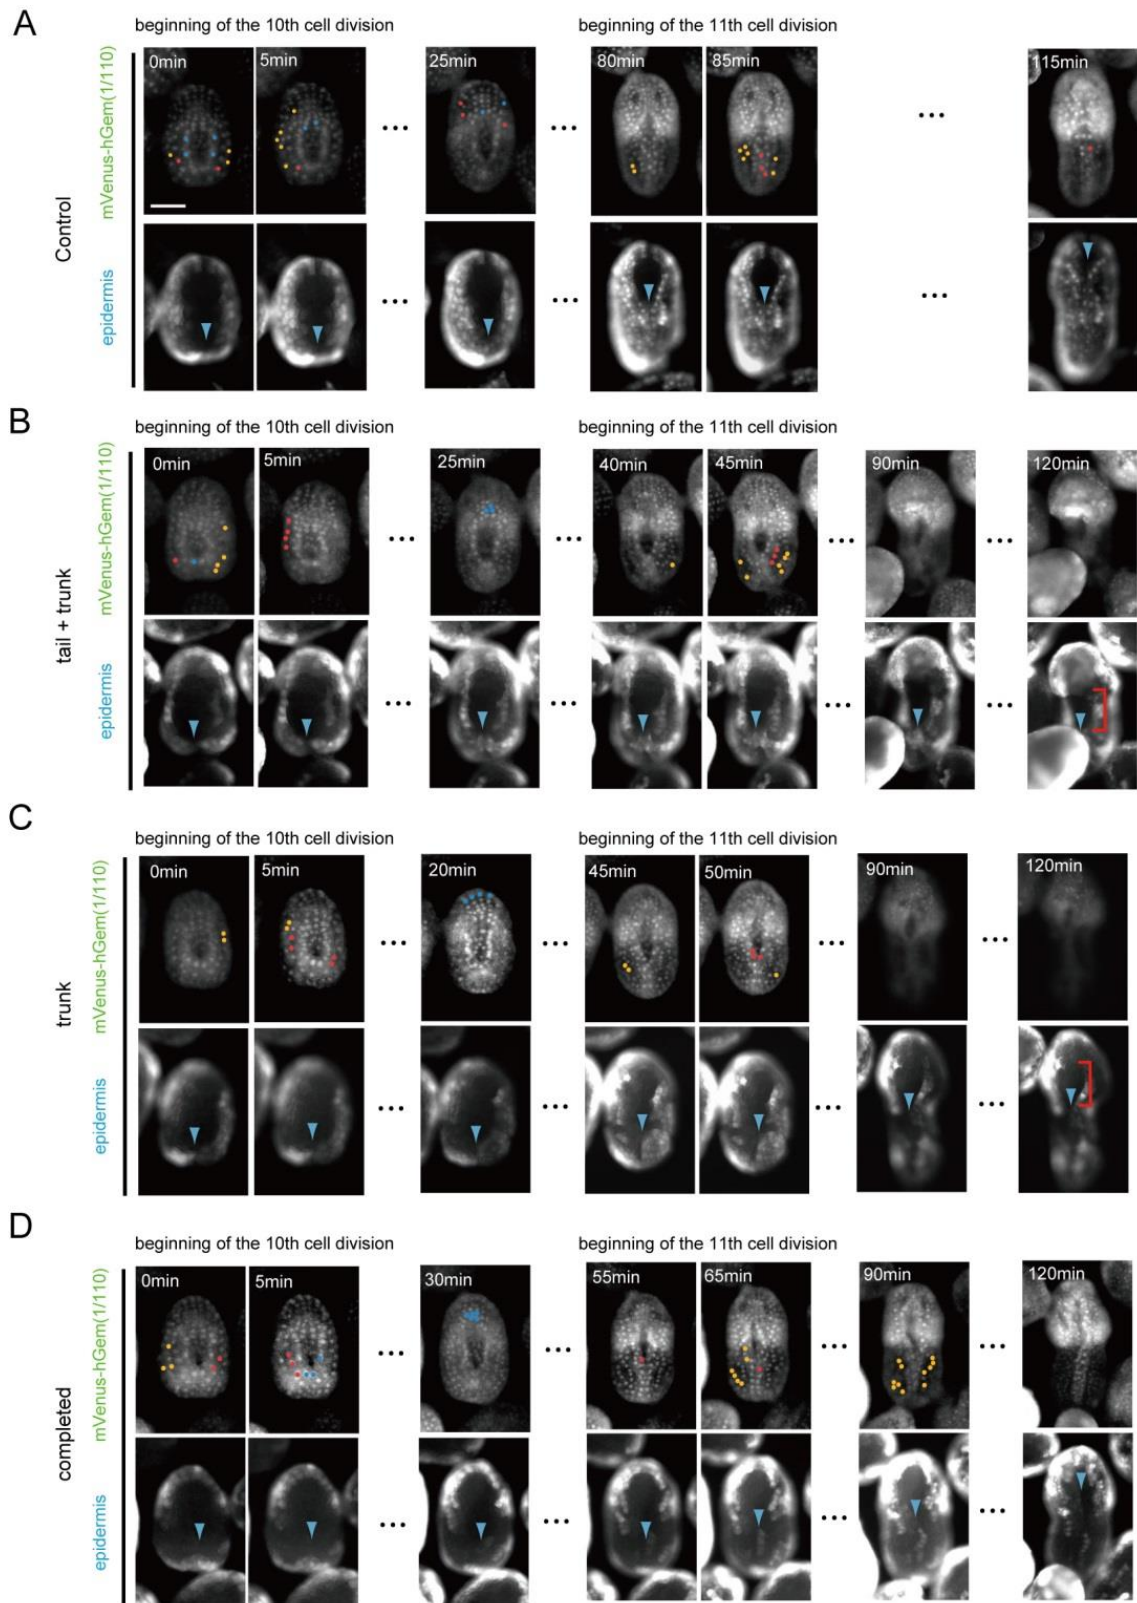 A
beginning of the 10th cell division
beginning of the 11th cell division
Control
mVenus-hGem(1/110)
0min
5min
25min
80min
85min
115min
epidermis
B
beginning of the 10th cell division
beginning of the 11th cell division
tail + trunk
mVenus-hGem(1/110)
0min
5min
25min
40min
45min
90min
120min
epidermis
C
beginning of the 10th cell division
beginning of the 11th cell division
trunk
mVenus-hGem(1/110)
0min
5min
20min
45min
50min
90min
120min
epidermis
D
beginning of the 10th cell division
beginning of the 11th cell division
completed
mVenus-hGem(1/110)
0min
5min
30min
55min
65min
90min
120min
epidermis